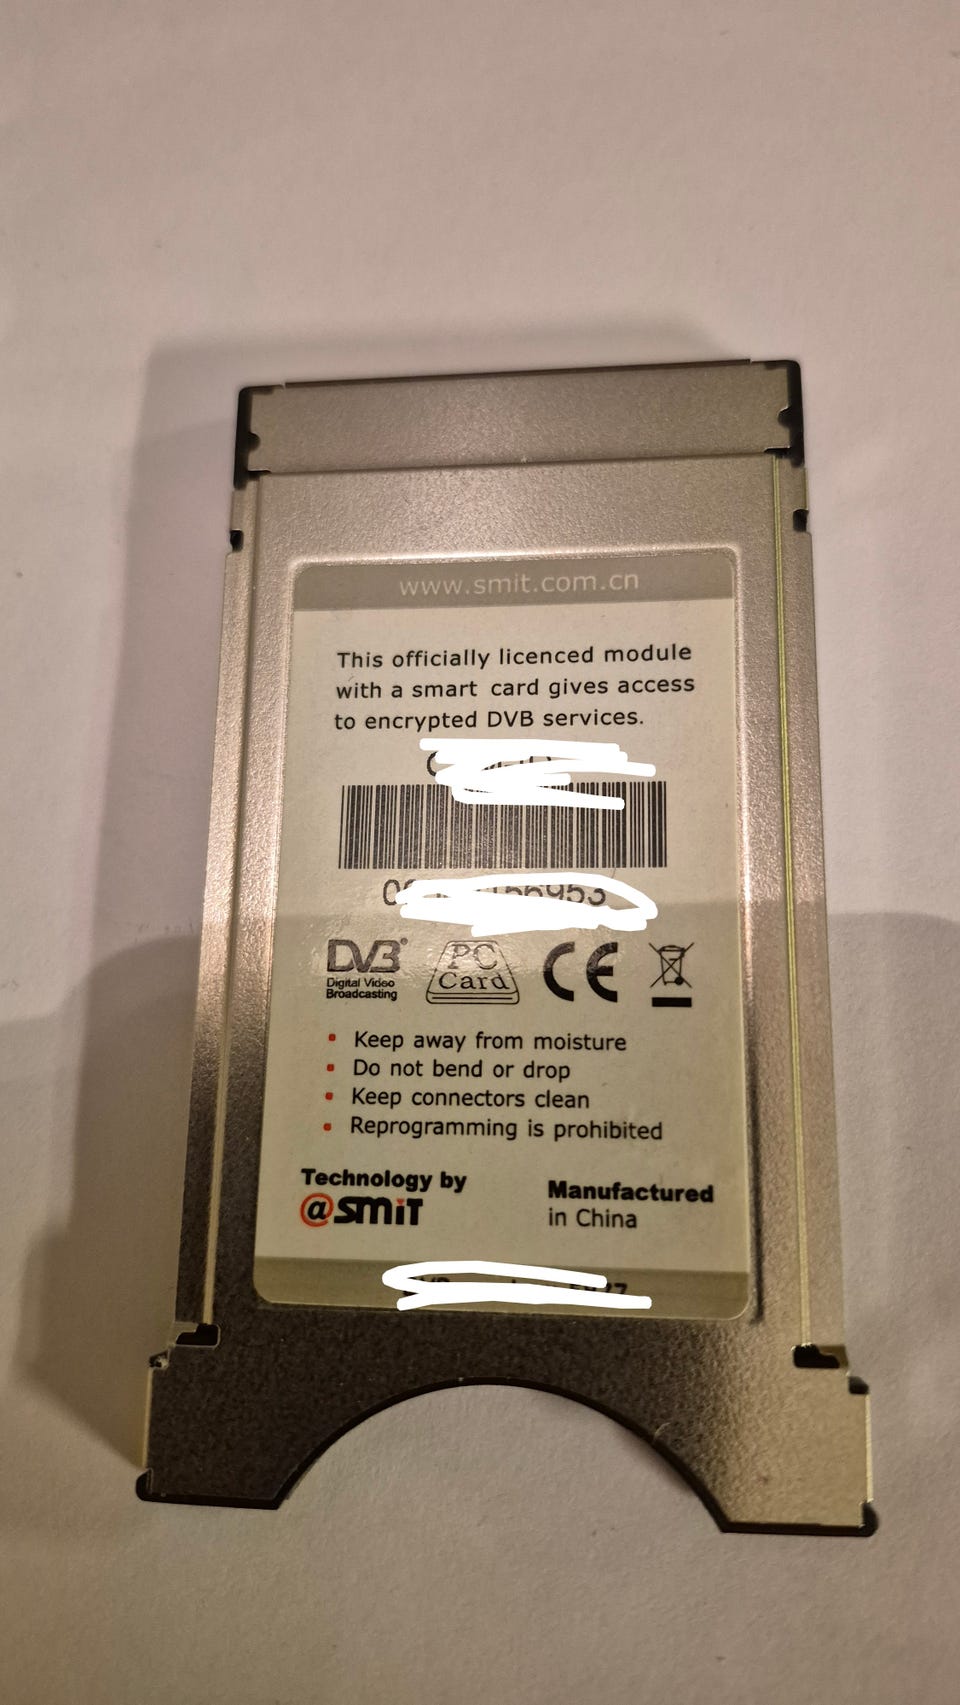 www.smit.com.cn
This officially licenced module
with a smart card gives access
to encrypted DVB services.
DVB
Digital Video
Broadcasting
PC
Card
CE
Keep away from moisture
Do not bend or drop
Keep connectors clean
Reprogramming is prohibited
Technology by
@SMiT
Manufactured
in China